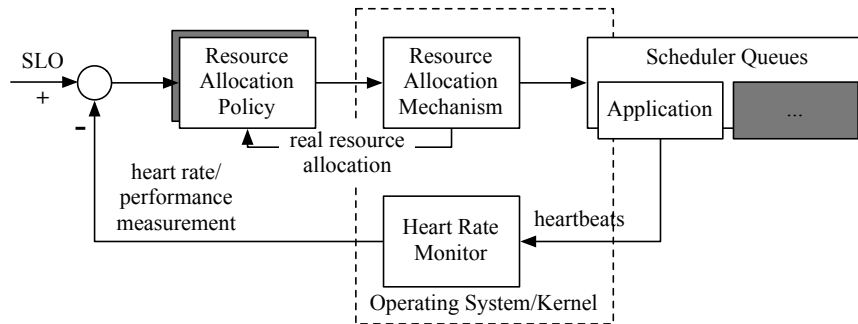 SLO
+
-
Resource
Allocation
Policy
Resource
Allocation
Mechanism
Scheduler Queues
Application
...
real resource
allocation
heart rate/
performance
measurement
Heart Rate
Monitor
heartbeats
Operating System/Kernel